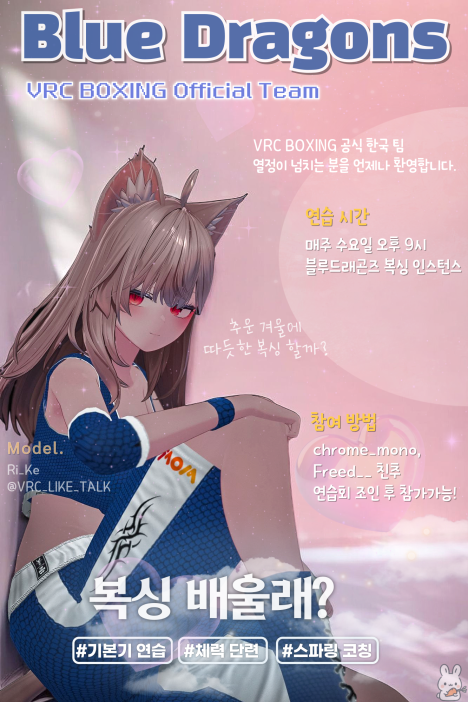 Blue Dragons
VRC BOXING Official Team
VRC BOXING 공식 한국 팀
열정이 넘치는 분을 언제나 환영합니다.
연습 시간
매주 수요일 오후 9시
블루드래곤즈 복싱 인스턴스
추운 겨울에
따듯한 복싱 할까?
참여 방법
chrome_mono,
Freed__ 친추
연습회 조인 후 참가가능!
Model.
Ri_Ke
@VRC_LIKE_TALK
WOW
복싱 배울래?
#기본기 연습 #체력 단련 #스파링 코칭